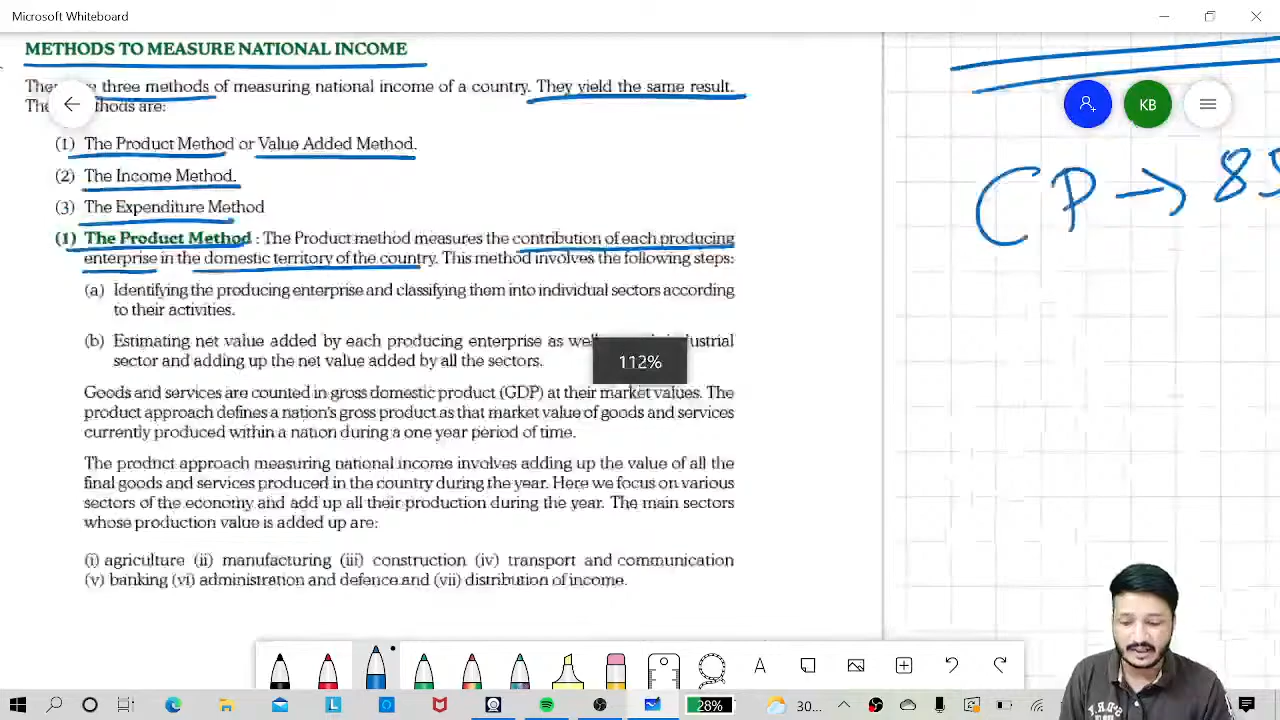 Microsoft Whiteboard
METHODS TO MEASURE NATIONAL INCOME
three methods of measuring national income of a country. They yield the same result.
KB
(1) The Product Method or Value Added Method.
(2) The Income Method.
CP → 85
(3) The Expenditure Method
(1) The Product Method : The Product method measures the contribution of each producing
enterprise in the domestic territory of the country. This method involves the following steps:
(a) Identifying the producing enterprise and classifying them into individual sectors according
to their activities.
(b) Estimating net value added by each producing enterprise as
sector and adding up the net value added by all the sectors.
112%
Goods and services are counted in gross domestic product (GDP) at their market values. The
product approach defines a nation's gross product as that market value of goods and services
currently produced within a nation during a one year period of time.
The product approach measuring national income involves adding up the value of all the
final goods and services produced in the country during the year. Here we focus on various
sectors of the economy and add up all their production during the year. The main sectors
whose production value is added up are:
(i) agriculture (ii) manufacturing (iii) construction (iv) transport and communication
(v) banking (vi) administration and defence and (vii) distribution of income.
28%
30